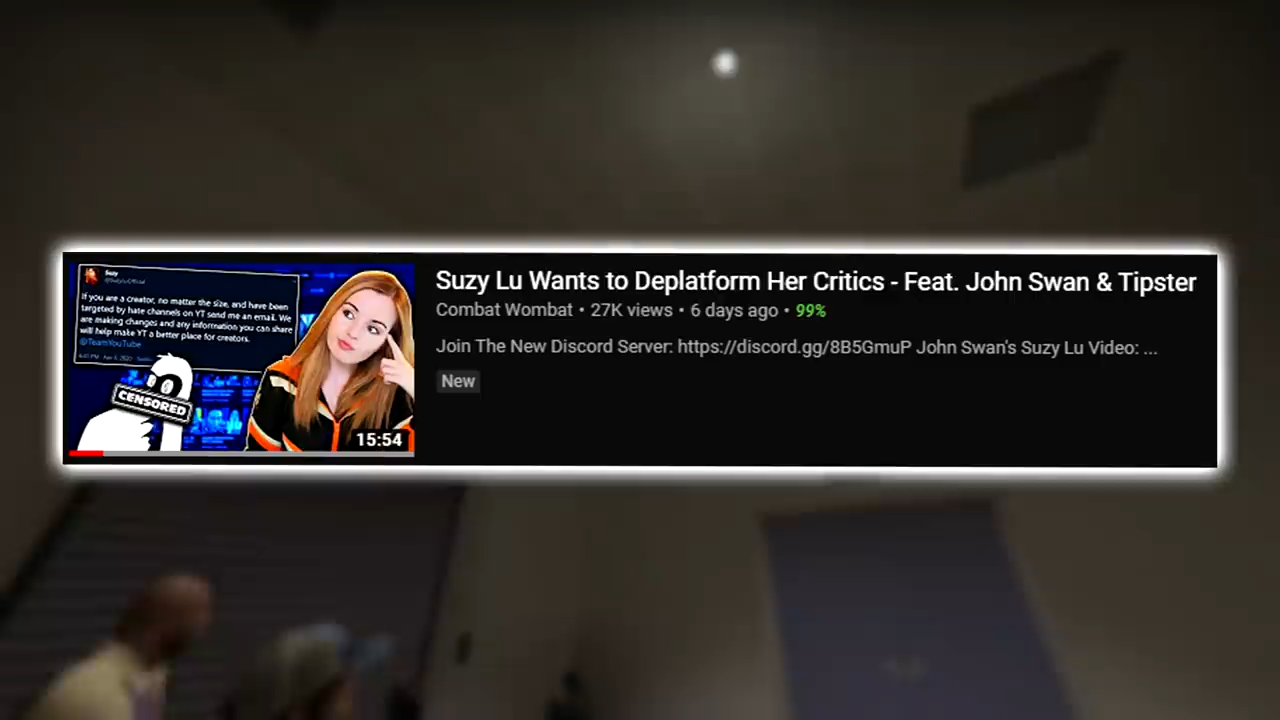 Suzy
If you are a creator, no matter the size, and have been
targeted by hate channels on YT send me an email. We
are making changes and any information you can share
will help make YT a better place for creators.
@TeamYouTube
CENSORED
15:54
Suzy Lu Wants to Deplatform Her Critics - Feat. John Swan & Tipster
Combat Wombat • 27K views • 6 days ago • 99%
Join The New Discord Server: https://discord.gg/8B5GmuP John Swan's Suzy Lu Video: ...
New